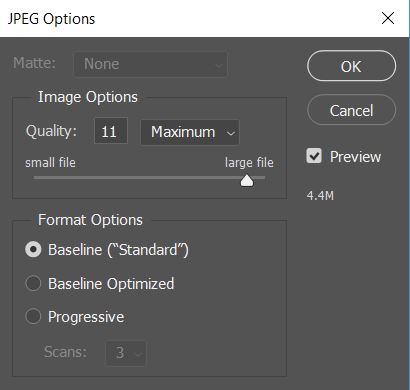 JPEG Options
Matte: None
OK
Image Options
Cancel
Quality: 11 Maximum
Preview
small file large file
4.4M
Format Options
Baseline (“Standard”)
Baseline Optimized
Progressive
Scans: 3